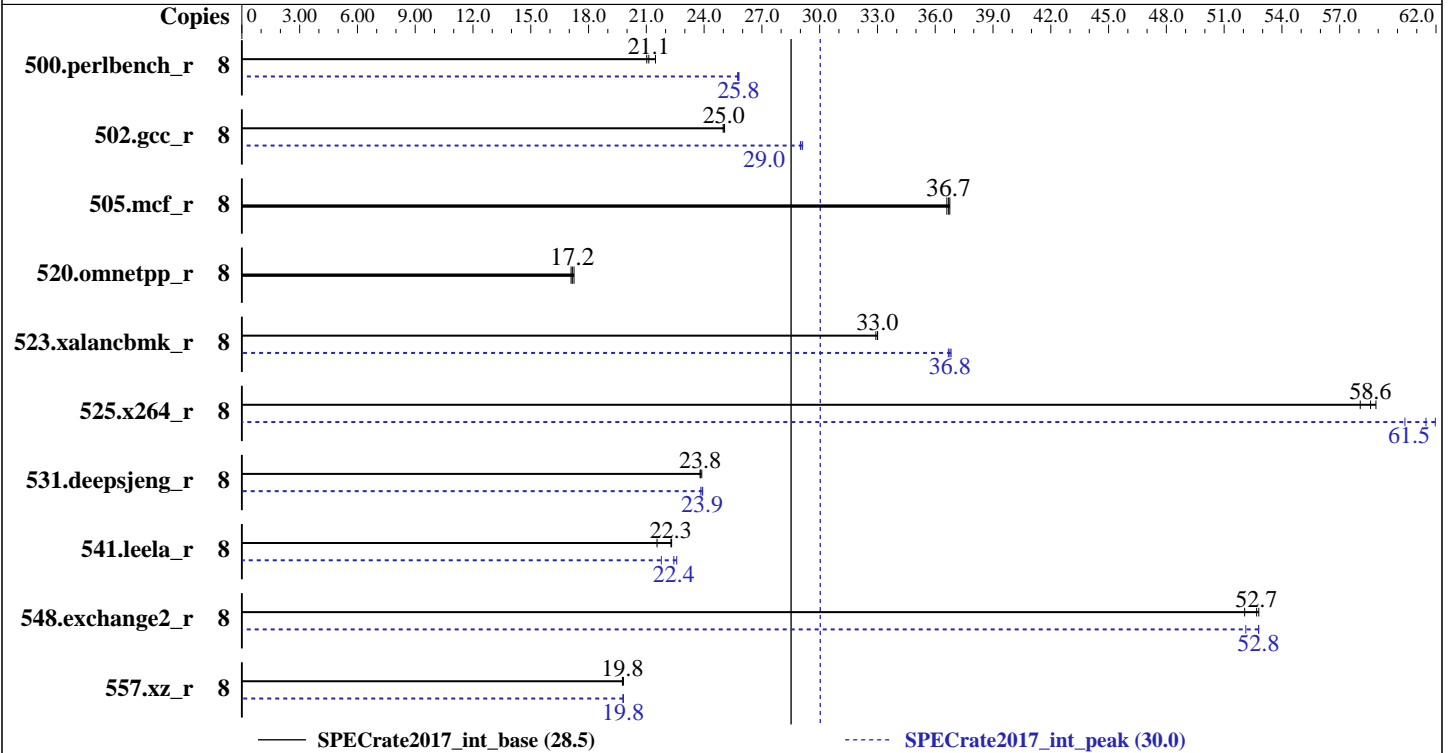 Copies 0 3.00 6.00 9.00 12.0 15.0 18.0 21.0 24.0 27.0 30.0 33.0 36.0 39.0 42.0 45.0 48.0 51.0 54.0 57.0 62.0
21.1
500.perlbench_r 8
25.8
25.0
502.gcc_r 8
29.0
36.7
505.mcf_r 8
17.2
520.omnetpp_r 8
33.0
523.xalancbmk_r 8
36.8
58.6
525.x264_r 8
61.5
23.8
531.deepsjeng_r 8
23.9
22.3
541.leela_r 8
22.4
52.7
548.exchange2_r 8
52.8
19.8
557.xz_r 8
19.8
SPECrate2017_int_base (28.5) SPECrate2017_int_peak (30.0)